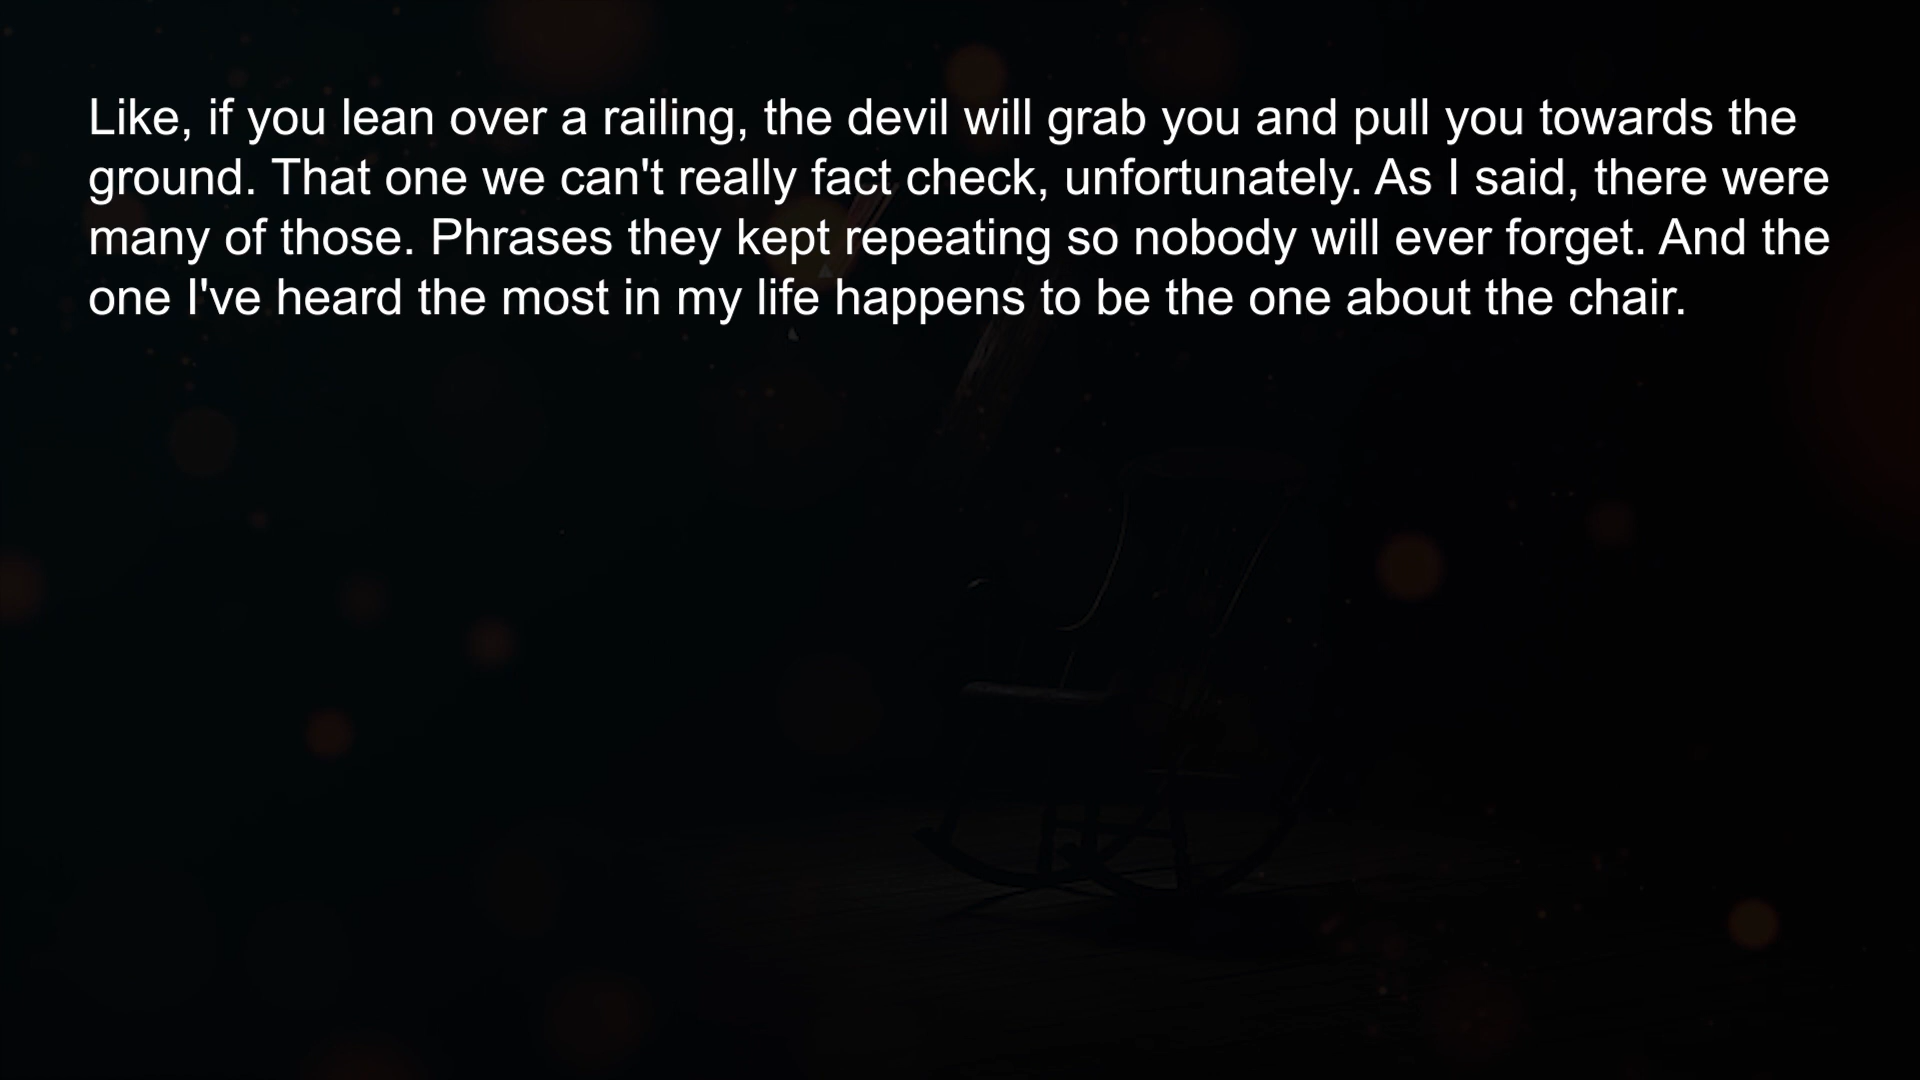 Like, if you lean over a railing, the devil will grab you and pull you towards the
ground. That one we can't really fact check, unfortunately. As I said, there were
many of those. Phrases they kept repeating so nobody will ever forget. And the
one I've heard the most in my life happens to be the one about the chair.